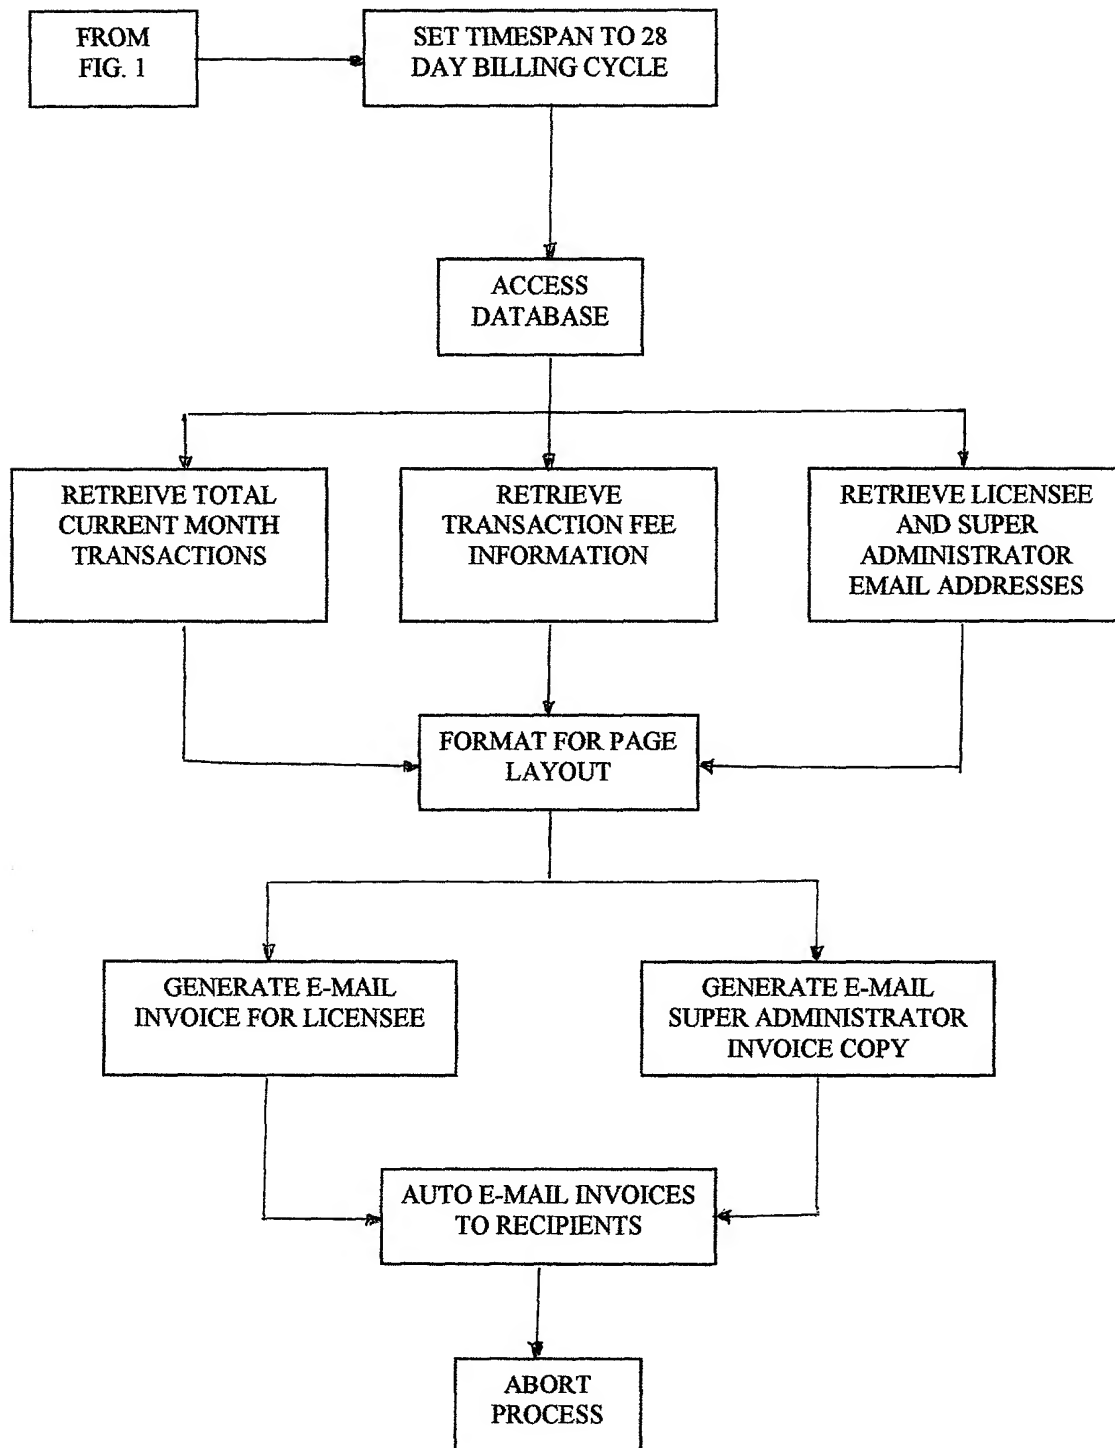 FROM
FIG. 1
SET TIMESPAN TO 28
DAY BILLING CYCLE
ACCESS
DATABASE
RETREIVE TOTAL
CURRENT MONTH
TRANSACTIONS
RETRIEVE
TRANSACTION FEE
INFORMATION
RETRIEVE LICENSEE
AND SUPER
ADMINISTRATOR
EMAIL ADDRESSES
FORMAT FOR PAGE
LAYOUT
GENERATE E-MAIL
INVOICE FOR LICENSEE
GENERATE E-MAIL
SUPER ADMINISTRATOR
INVOICE COPY
AUTO E-MAIL INVOICES
TO RECIPIENTS
ABORT
PROCESS